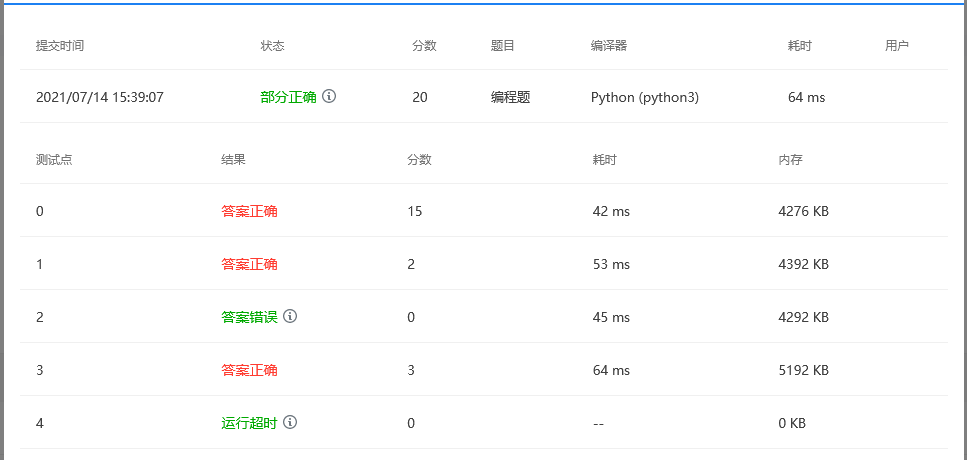 提交时间 状态 分数 题目 编译器 耗时 用户
2021/07/14 15:39:07 部分正确 20 编程题 Python (python3) 64 ms
测试点 结果 分数 耗时 内存
0 答案正确 15 42 ms 4276 KB
1 答案正确 2 53 ms 4392 KB
2 答案错误 0 45 ms 4292 KB
3 答案正确 3 64 ms 5192 KB
4 运行超时 0 -- 0 KB